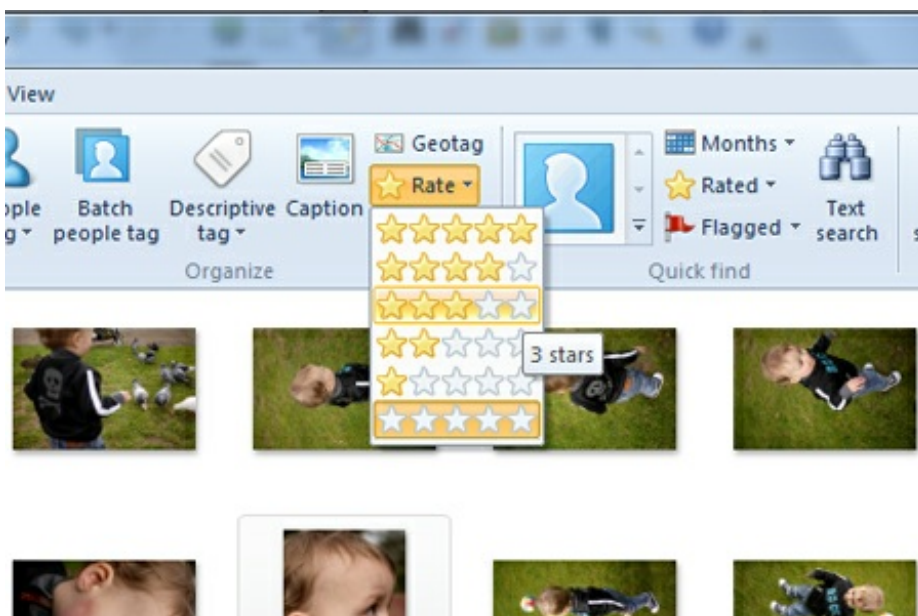 View
Geotag
Months
Rate
Rated
Batch
people tag
Descriptive
tag
Caption
Flagged
Text
search
Organize
Quick find
3 stars